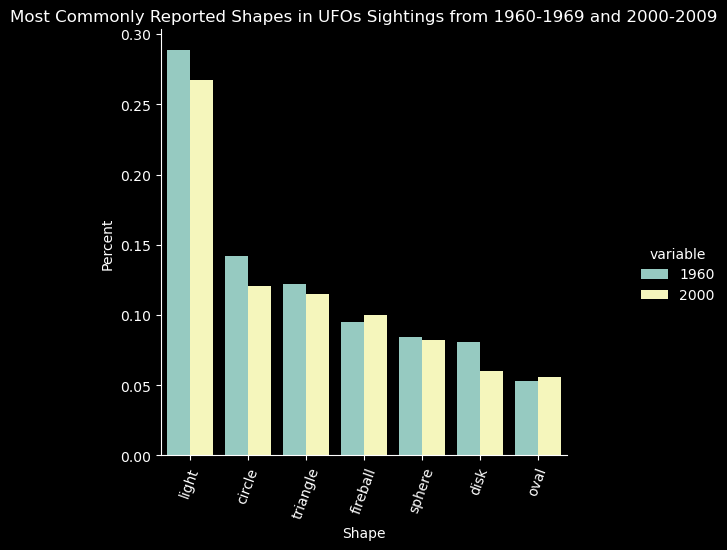 Most Commonly Reported Shapes in UFOs Sightings from 1960-1969 and 2000-2009
0.30
0.25
0.20
0.15
0.10
0.05
0.00
Percent
light
circle
triangle
fireball
sphere
disk
oval
Shape
variable
1960
2000